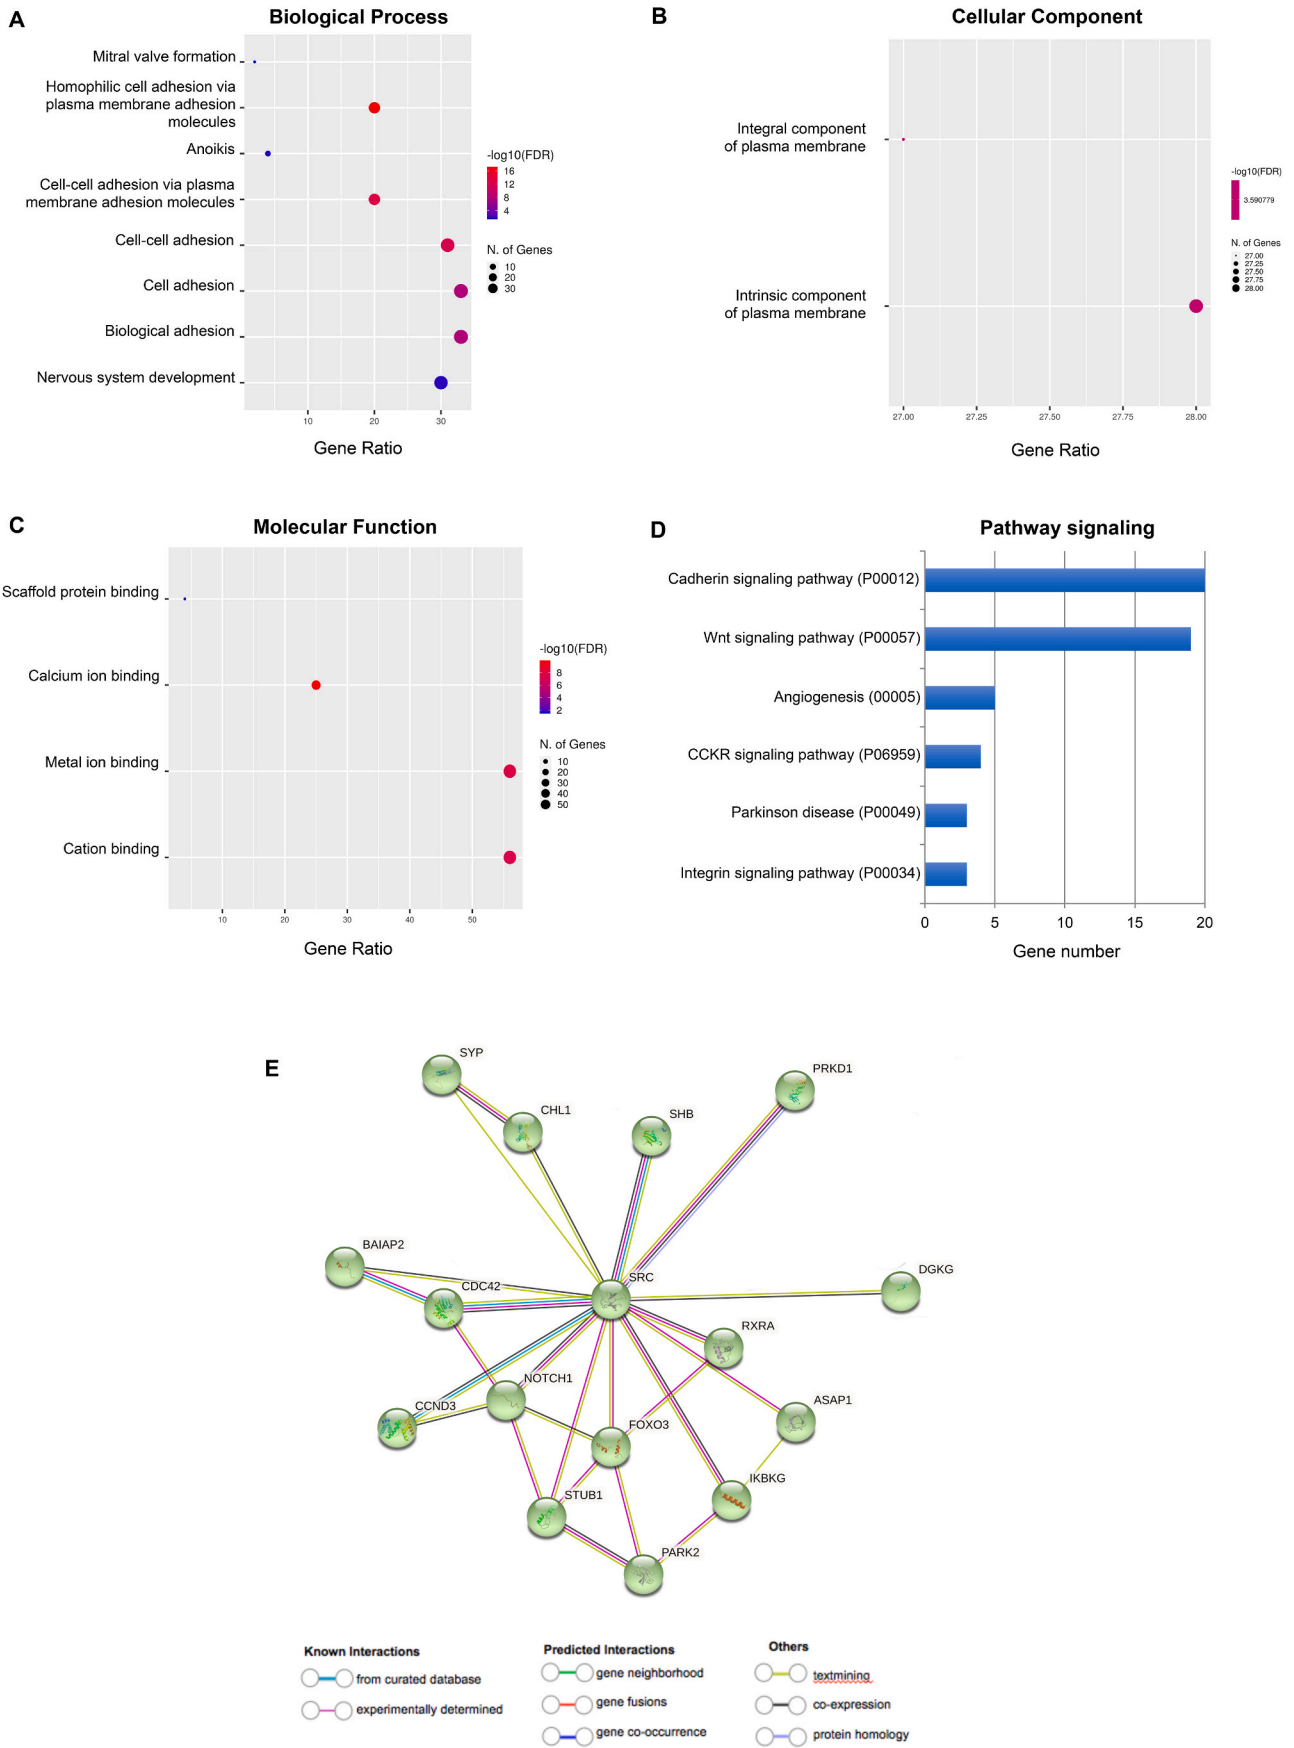 A
Biological Process
Mitral valve formation
Homophilic cell adhesion via
plasma membrane adhesion
molecules
Anoikis
Cell-cell adhesion via plasma
membrane adhesion molecules
Cell-cell adhesion
Cell adhesion
Biological adhesion
Nervous system development
10 20 30
Gene Ratio
-log10(FDR)
16
12
8
4
N. of Genes
10
20
30
B
Cellular Component
Integral component
of plasma membrane
Intrinsic component
of plasma membrane
27.00 27.25 27.50 27.75 28.00
Gene Ratio
-log10(FDR)
3.590779
N. of Genes
27.00
27.25
27.50
27.75
28.00
C
Molecular Function
Scaffold protein binding
Calcium ion binding
Metal ion binding
Cation binding
10 20 30 40 50
Gene Ratio
-log10(FDR)
8
6
4
2
N. of Genes
10
20
30
40
50
D
Pathway signaling
Cadherin signaling pathway (P00012)
Wnt signaling pathway (P00057)
Angiogenesis (00005)
CCKR signaling pathway (P06959)
Parkinson disease (P00049)
Integrin signaling pathway (P00034)
0 5 10 15 20
Gene number
E
SYP
PRKD1
CHL1
SHB
BAIAP2
CDC42
SRC
DGKG
RXRA
NOTCH1
ASAP1
CCND3
FOXO3
IKBKG
STUB1
PARK2
Known Interactions
from curated database
experimentally determined
Predicted Interactions
gene neighborhood
gene fusions
gene co-occurrence
Others
textmining
co-expression
protein homology